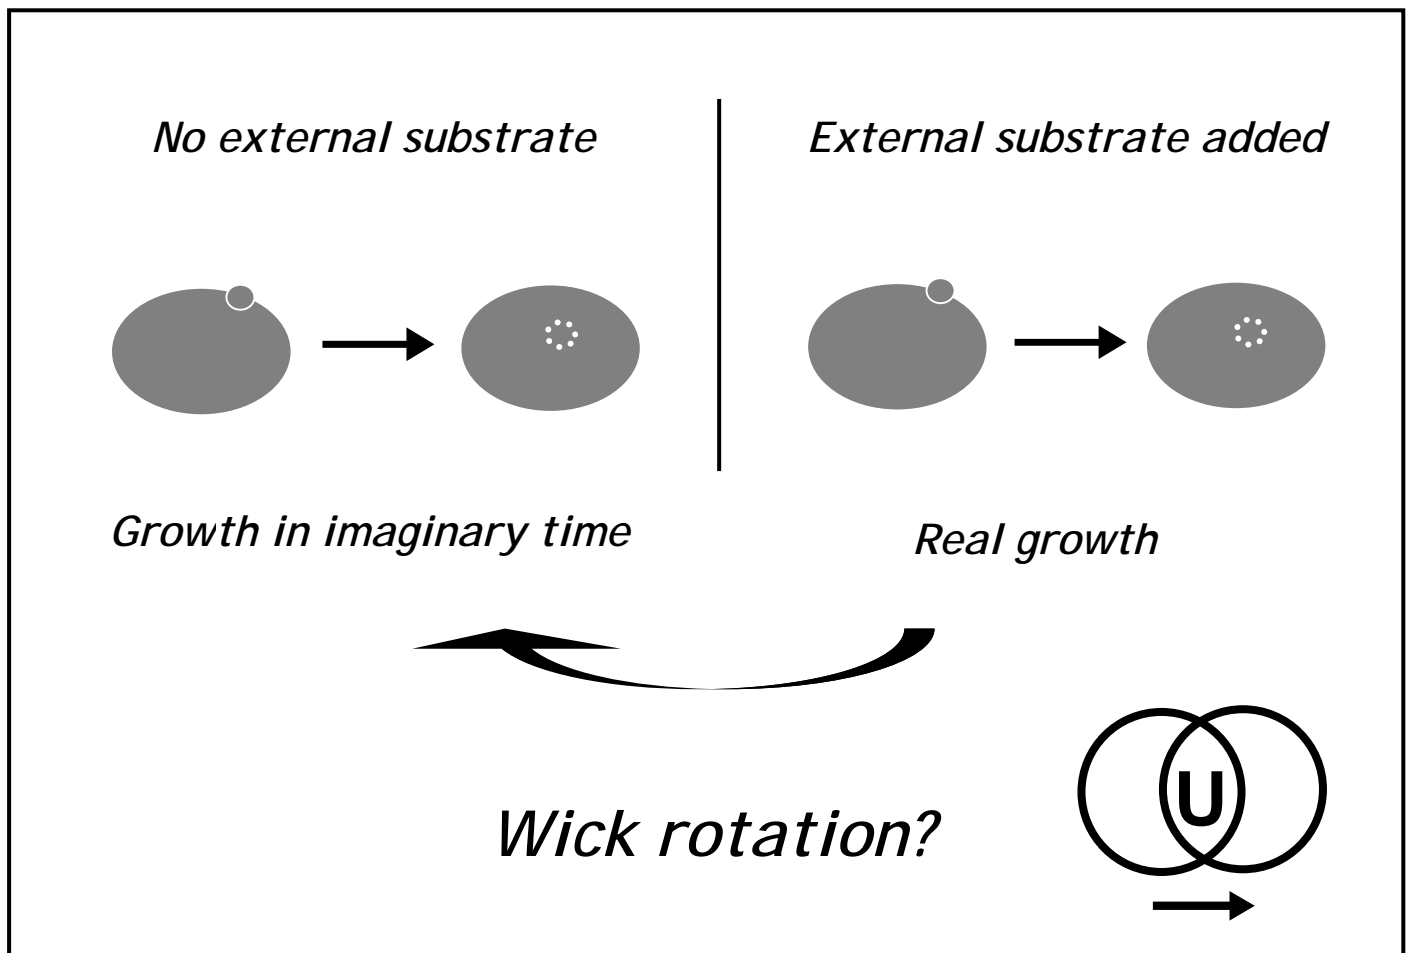 No external substrate
External substrate added
Growth in imaginary time
Real growth
Wick rotation?
U